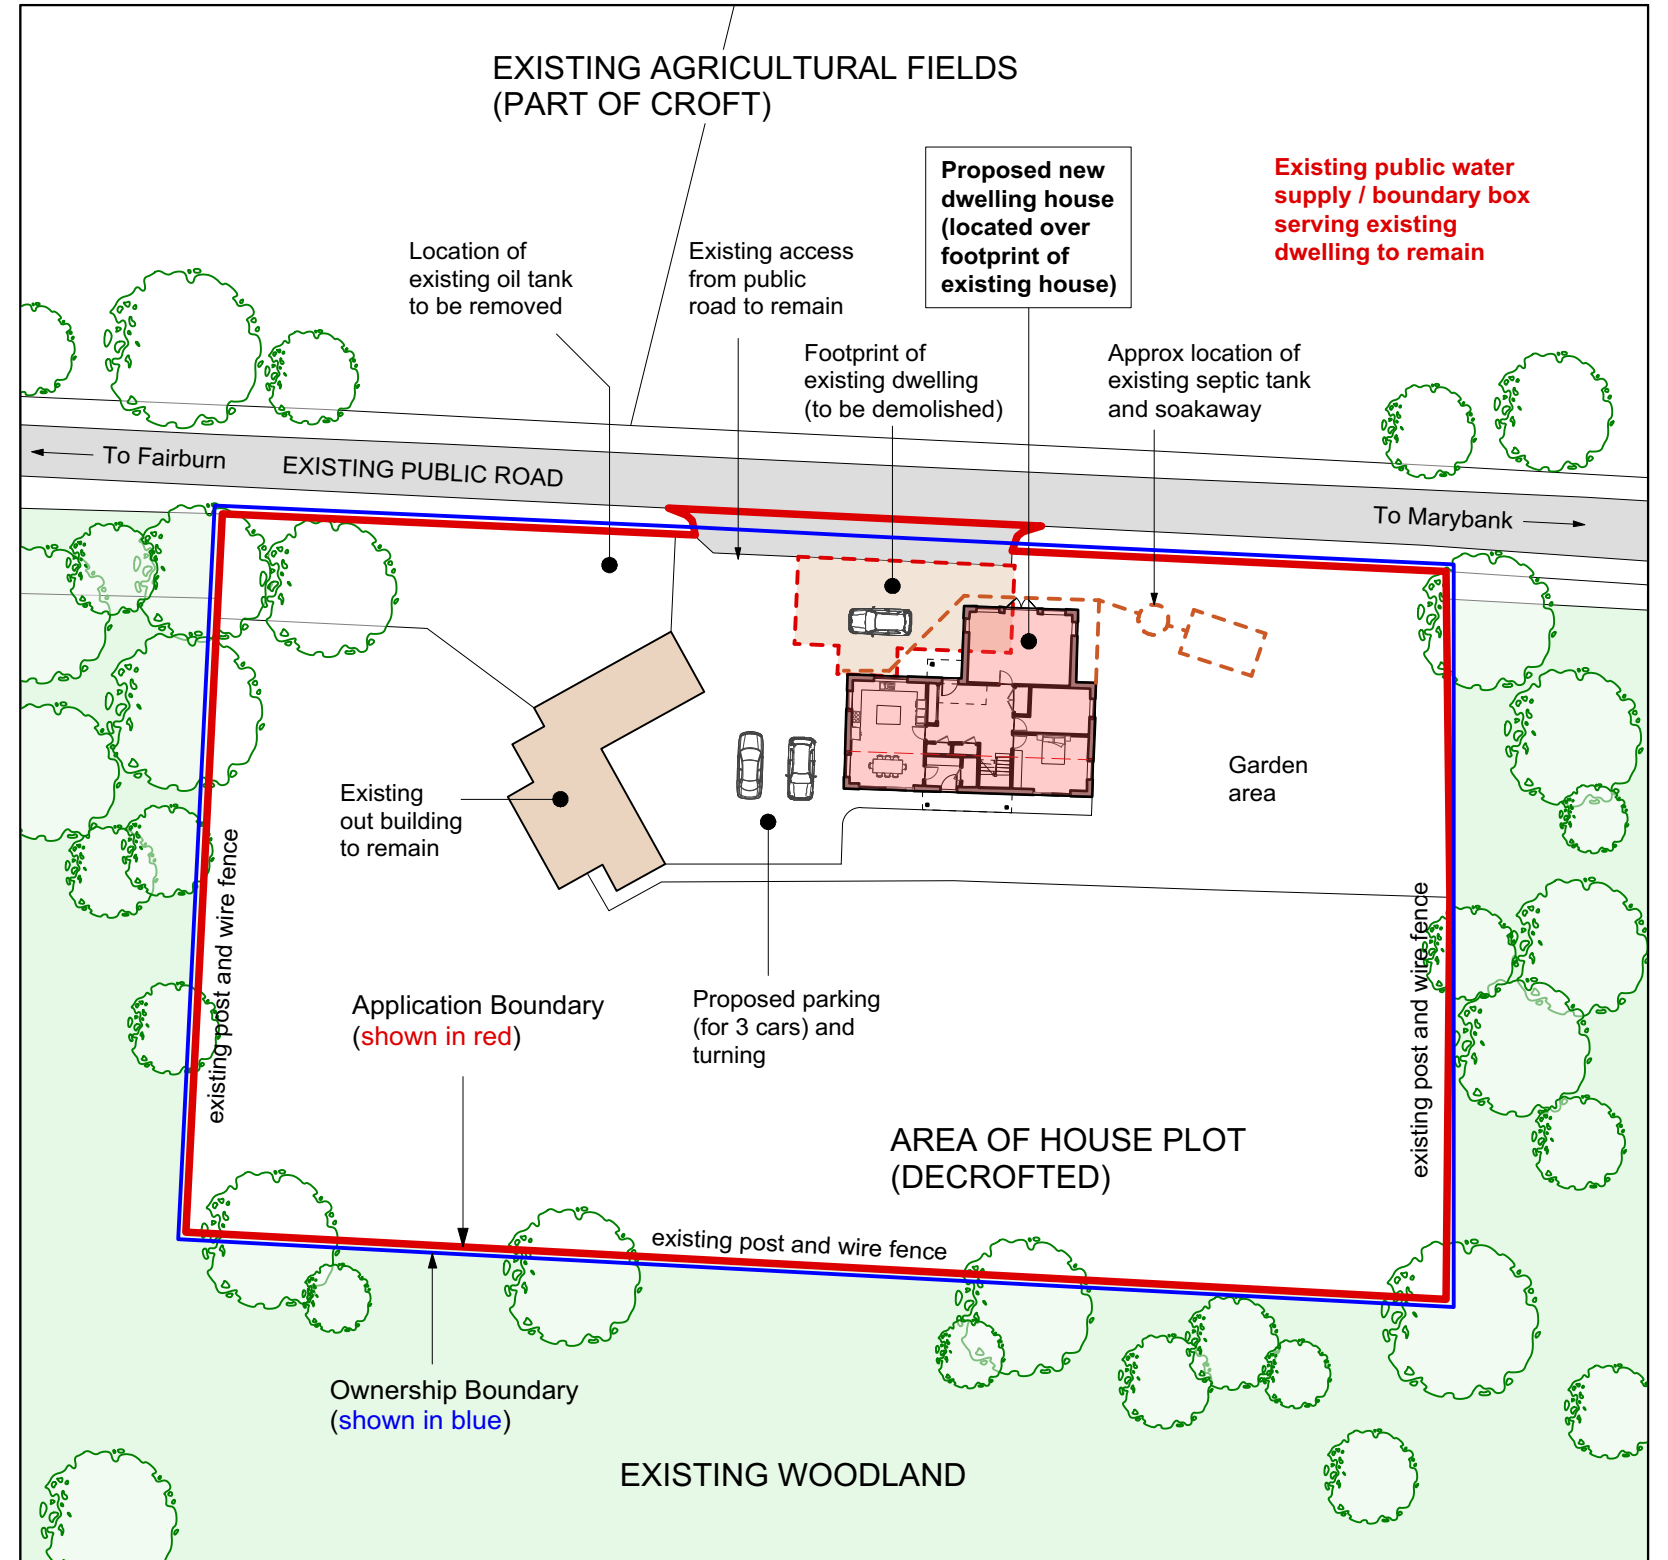 EXISTING AGRICULTURAL FIELDS
(PART OF CROFT)
Proposed new
dwelling house
(located over
footprint of
existing house)
Existing public water
supply / boundary box
serving existing
dwelling to remain
Location of
existing oil tank
to be removed
Existing access
from public
road to remain
Footprint of
existing dwelling
(to be demolished)
Approx location of
existing septic tank
and soakaway
To Fairburn
EXISTING PUBLIC ROAD
To Marybank
Existing
out building
to remain
Garden
area
existing post and wire fence
existing post and wire fence
Application Boundary
(shown in red)
Proposed parking
(for 3 cars) and
turning
AREA OF HOUSE PLOT
(DECROFTED)
existing post and wire fence
Ownership Boundary
(shown in blue)
EXISTING WOODLAND